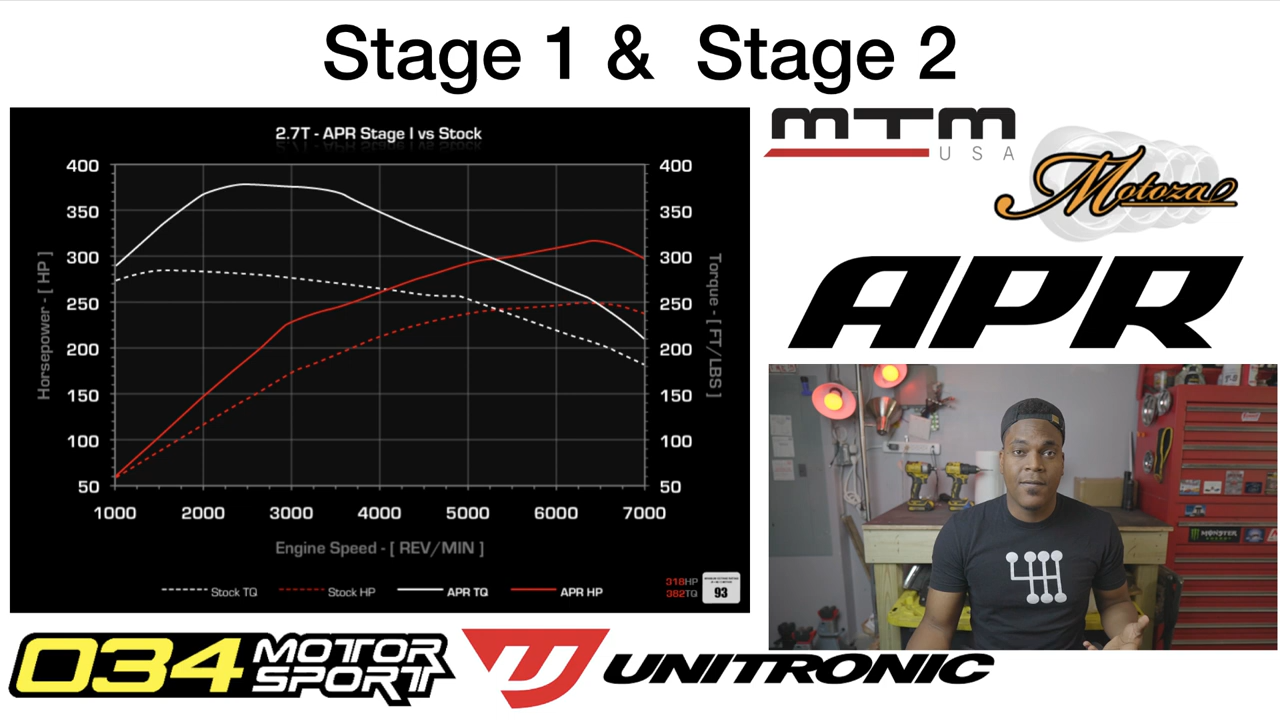 Stage 1 & Stage 2
2.7T - APR Stage I vs Stock
400
350
300
250
200
150
100
50
400
350
300
250
200
150
100
50
Horsepower - [ HP ]
Torque - [ FT/LBS ]
1000 2000 3000 4000 5000 6000 7000
Engine Speed - [ REV/MIN ]
Stock TQ Stock HP APR TQ APR HP
318HP
382TQ
93
mTm
USA
Motoza
APR
MONSTER
034 MOTOR
SPORT
UNITRONIC